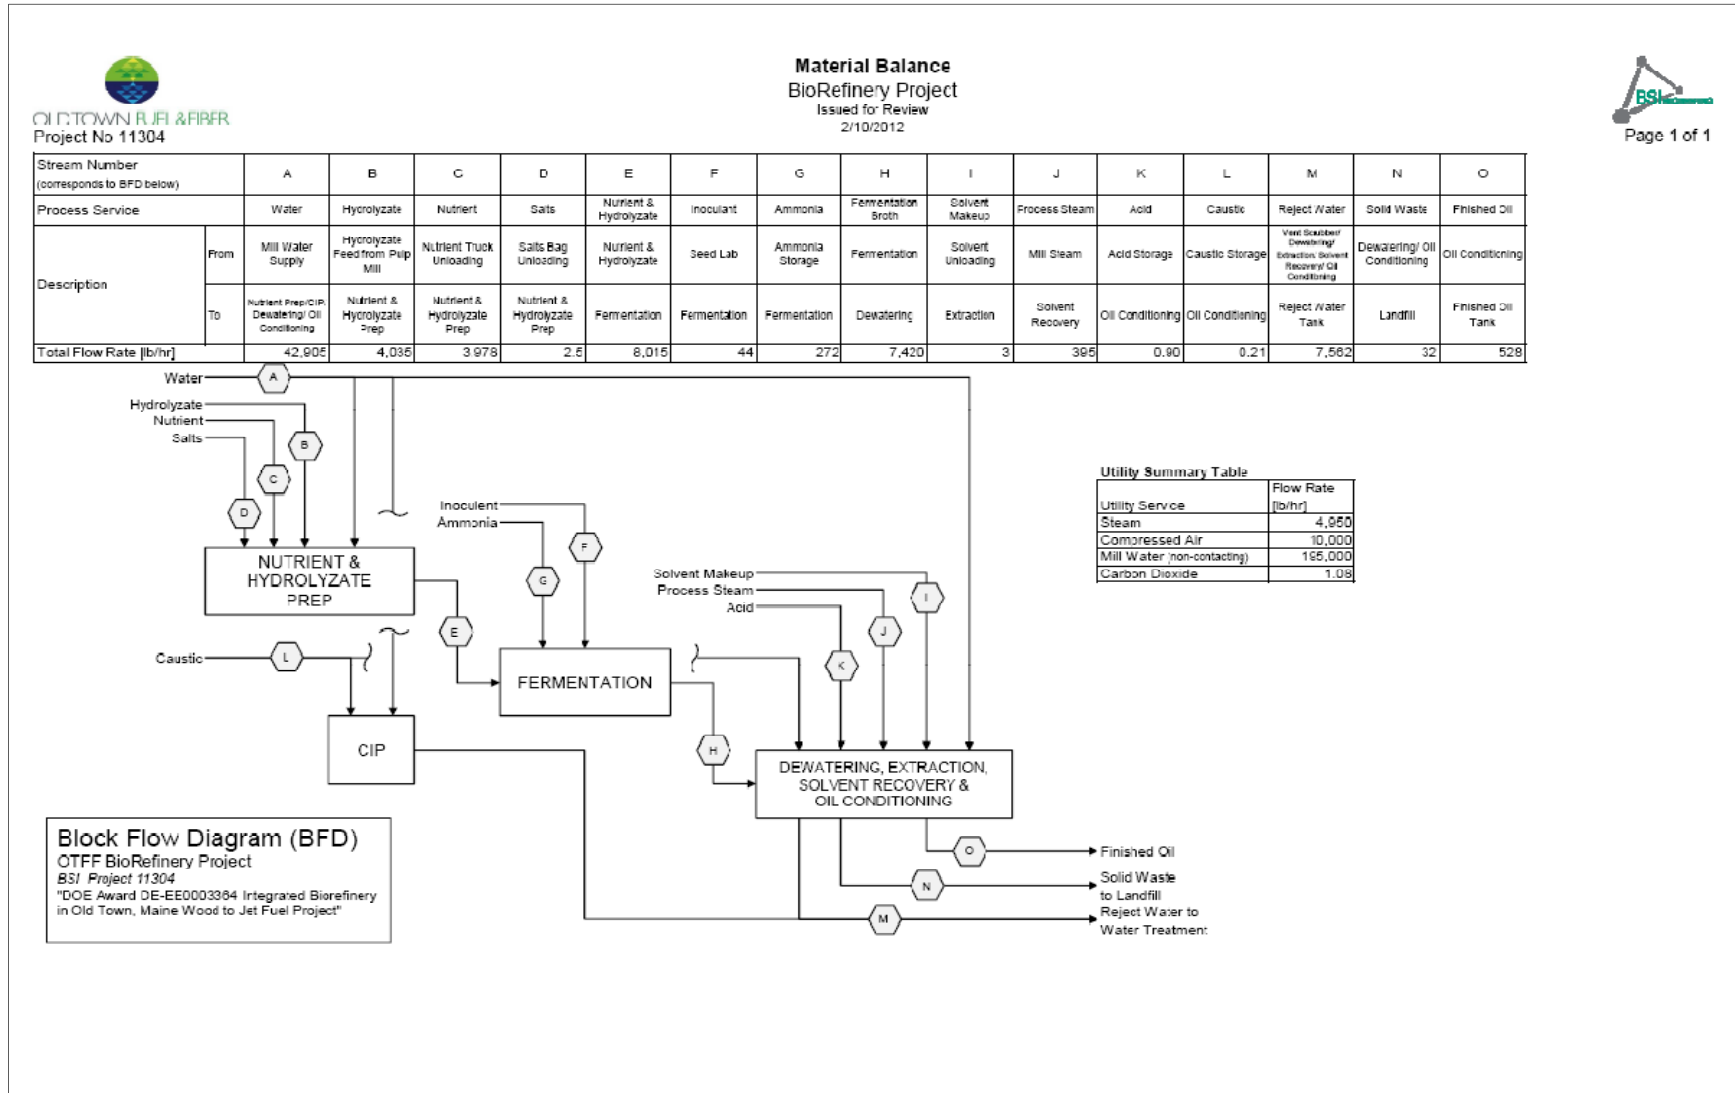 Material Balance
BioRefinery Project
Issued for Review
2/10/2012
OLDTOWN FUEL & FIBER
Project No 11304
BSI
Page 1 of 1
Stream Number
(corresponds to BFD below)
A B C D E F G H I J K L M N O
Process Service
Water
Hydrolyzate
Nutrient
Salts
Nutrient &
Hydrolyzate
Inoculant
Ammonia
Fermentation
Broth
Solvent
Makeup
Process Steam
Acid
Caustic
Reject Water
Solid Waste
Finished Oil
Description
From
Mill Water
Supply
Hydrolyzate
Feed from Pulp
Mill
Nutrient Truck
Unloading
Salts Bag
Unloading
Nutrient &
Hydrolyzate
Seed Lab
Ammonia
Storage
Fermentation
Solvent
Unloading
Mill Steam
Acid Storage
Caustic Storage
Vent Scubber/
Dewatering/
Extraction/ Solvent
Recovery/ Oil
Conditioning
Dewatering/ Oil
Conditioning
Oil Conditioning
To
Nutrient Prep/CIP/
Dewatering/ Oil
Conditioning
Nutrient &
Hydrolyzate
Prep
Nutrient &
Hydrolyzate
Prep
Nutrient &
Hydrolyzate
Prep
Fermentation
Fermentation
Fermentation
Dewatering
Extraction
Solvent
Recovery
Oil Conditioning
Oil Conditioning
Reject Water
Tank
Landfill
Finished Oil
Tank
Total Flow Rate [lb/hr] 42,905 4,035 3,978 2.5 8,015 44 272 7,420 3 395 0.90 0.21 7,562 32 528
Water
A
Hydrolyzate
Nutrient
Salts
B
C
D
NUTRIENT &
HYDROLYZATE
PREP
Inoculent
Ammonia
F
G
E
Caustic
L
FERMENTATION
CIP
Solvent Makeup
Process Steam
Acid
I
J
K
H
DEWATERING, EXTRACTION,
SOLVENT RECOVERY &
OIL CONDITIONING
O
Finished Oil
N
Solid Waste
to Landfill
M
Reject Water to
Water Treatment
Utility Summary Table
Utility Service
Flow Rate
[lb/hr]
Steam 4,950
Compressed Air 10,000
Mill Water (non-contacting) 195,000
Carbon Dioxide 1.08
Block Flow Diagram (BFD)
OTFF BioRefinery Project
BSI Project 11304
"DOE Award DE-EE0003364 Integrated Biorefinery
in Old Town, Maine Wood to Jet Fuel Project"